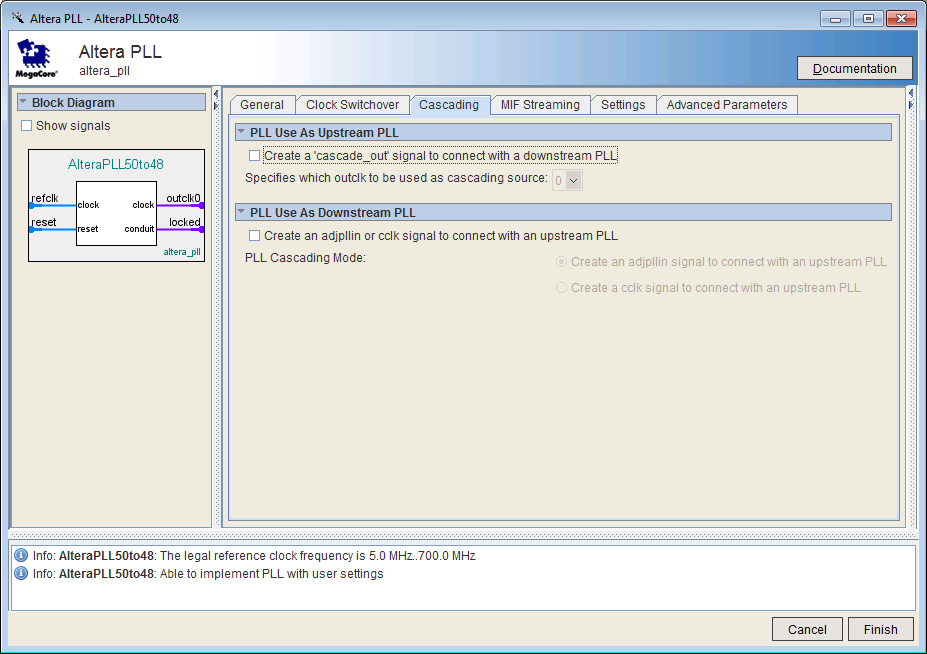 Altera PLL - AlteraPLL50to48
Altera PLL
altera_pll
MegaCore®
Documentation
Block Diagram
Show signals
AlteraPLL50to48
refclk
clock
clock
outclk0
reset
reset
conduit
locked
altera_pll
General
Clock Switchover
Cascading
MIF Streaming
Settings
Advanced Parameters
PLL Use As Upstream PLL
Create a 'cascade_out' signal to connect with a downstream PLL
Specifies which outclk to be used as cascading source: 0
PLL Use As Downstream PLL
Create an adjpllin or cclk signal to connect with an upstream PLL
PLL Cascading Mode:
Create an adjpllin signal to connect with an upstream PLL
Create a cclk signal to connect with an upstream PLL
Info: AlteraPLL50to48: The legal reference clock frequency is 5.0 MHz..700.0 MHz
Info: AlteraPLL50to48: Able to implement PLL with user settings
Cancel
Finish